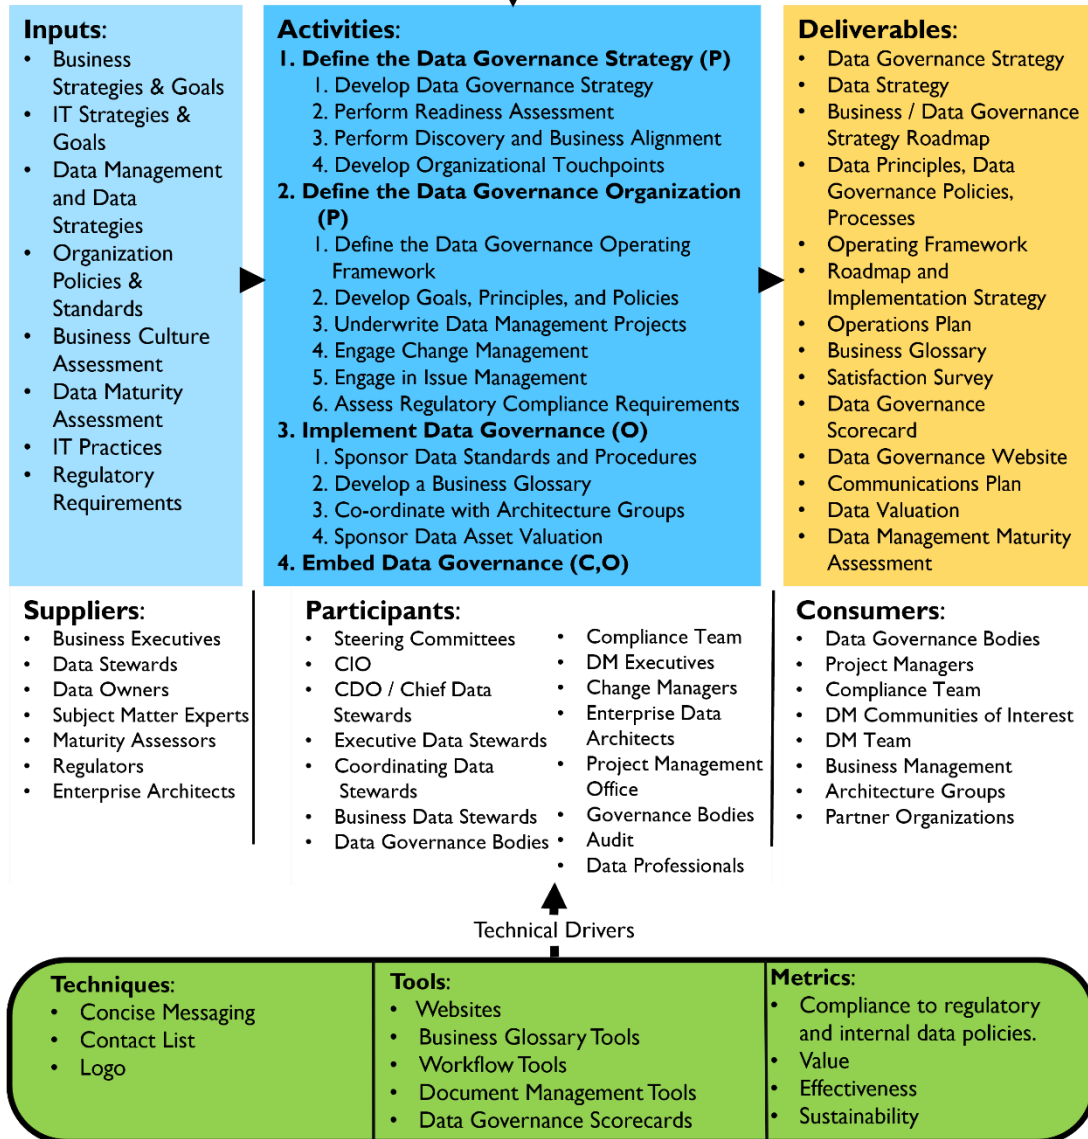 Inputs:
• Business
Strategies & Goals
• IT Strategies &
Goals
• Data Management
and Data
Strategies
• Organization
Policies &
Standards
• Business Culture
Assessment
• Data Maturity
Assessment
• IT Practices
• Regulatory
Requirements
Activities:
1. Define the Data Governance Strategy (P)
1. Develop Data Governance Strategy
2. Perform Readiness Assessment
3. Perform Discovery and Business Alignment
4. Develop Organizational Touchpoints
2. Define the Data Governance Organization
(P)
1. Define the Data Governance Operating
Framework
2. Develop Goals, Principles, and Policies
3. Underwrite Data Management Projects
4. Engage Change Management
5. Engage in Issue Management
6. Assess Regulatory Compliance Requirements
3. Implement Data Governance (O)
1. Sponsor Data Standards and Procedures
2. Develop a Business Glossary
3. Co-ordinate with Architecture Groups
4. Sponsor Data Asset Valuation
4. Embed Data Governance (C,O)
Deliverables:
• Data Governance Strategy
• Data Strategy
• Business / Data Governance
Strategy Roadmap
• Data Principles, Data
Governance Policies,
Processes
• Operating Framework
• Roadmap and
Implementation Strategy
• Operations Plan
• Business Glossary
• Satisfaction Survey
• Data Governance
Scorecard
• Data Governance Website
• Communications Plan
• Data Valuation
• Data Management Maturity
Assessment
Suppliers:
• Business Executives
• Data Stewards
• Data Owners
• Subject Matter Experts
• Maturity Assessors
• Regulators
• Enterprise Architects
Participants:
• Steering Committees
• CIO
• CDO / Chief Data
Stewards
• Executive Data Stewards
• Coordinating Data
Stewards
• Business Data Stewards
• Data Governance Bodies
• Compliance Team
• DM Executives
• Change Managers
• Enterprise Data
Architects
• Project Management
Office
• Governance Bodies
• Audit
• Data Professionals
Consumers:
• Data Governance Bodies
• Project Managers
• Compliance Team
• DM Communities of Interest
• DM Team
• Business Management
• Architecture Groups
• Partner Organizations
Technical Drivers
Techniques:
• Concise Messaging
• Contact List
• Logo
Tools:
• Websites
• Business Glossary Tools
• Workflow Tools
• Document Management Tools
• Data Governance Scorecards
Metrics:
• Compliance to regulatory
and internal data policies.
• Value
• Effectiveness
• Sustainability